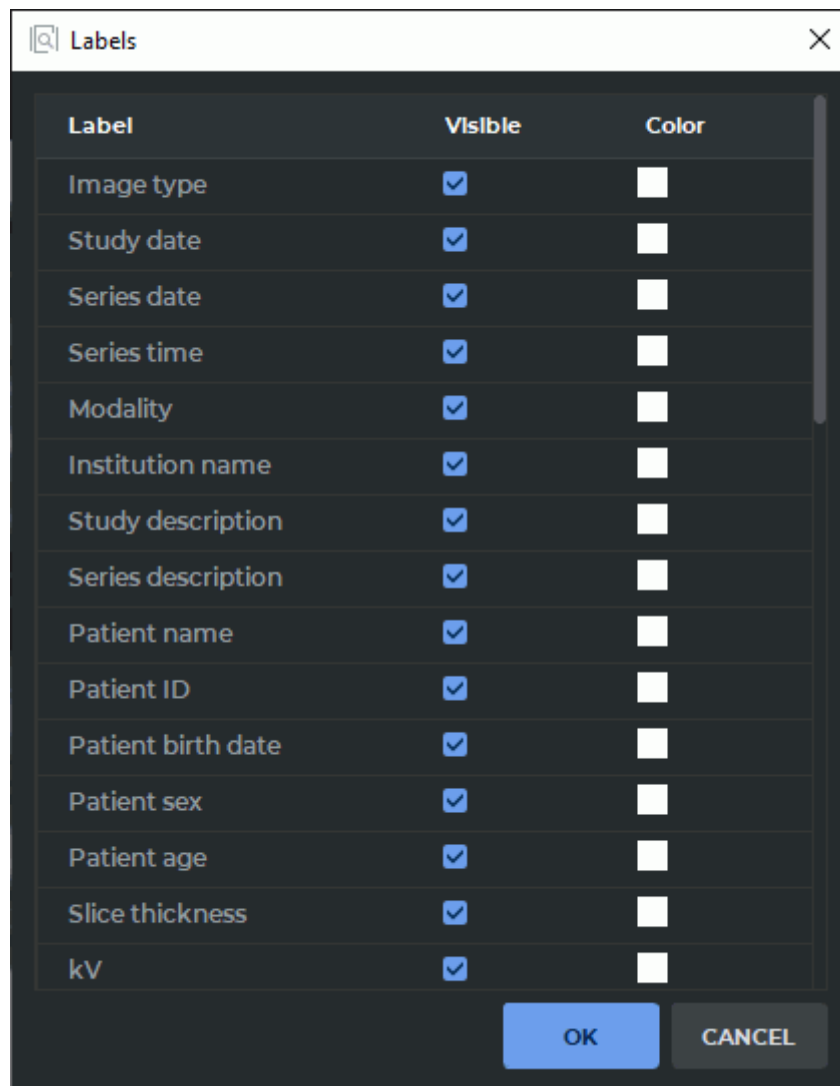 Labels
Label Visible Color
Image type
Study date
Series date
Series time
Modality
Institution name
Study description
Series description
Patient name
Patient ID
Patient birth date
Patient sex
Patient age
Slice thickness
kV
OK CANCEL